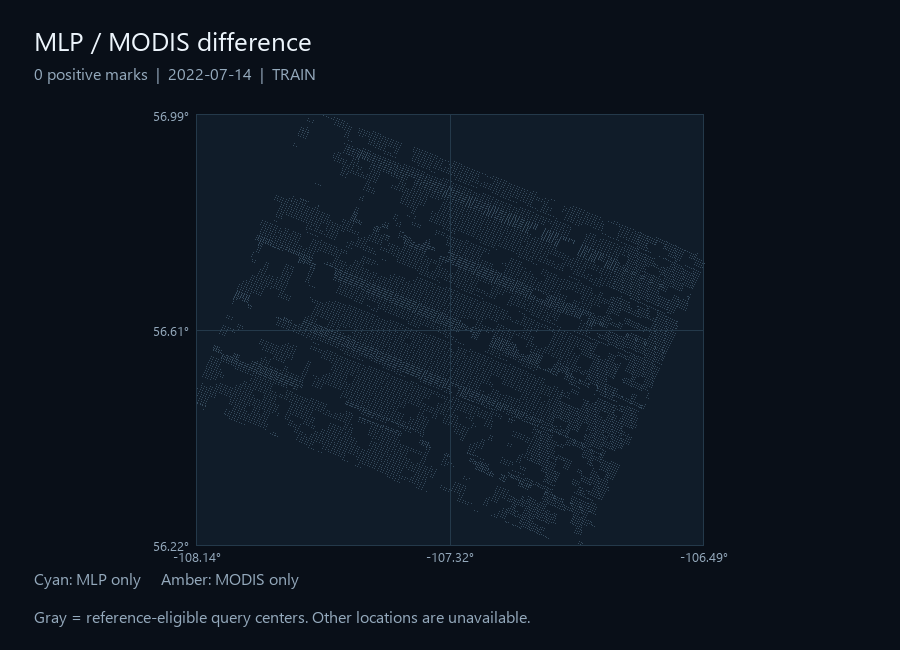 MLP / MODIS difference
0 positive marks | 2022-07-14 | TRAIN
56.99°
56.61°
56.22°
-108.14° -107.32° -106.49°
Cyan: MLP only Amber: MODIS only
Gray = reference-eligible query centers. Other locations are unavailable.